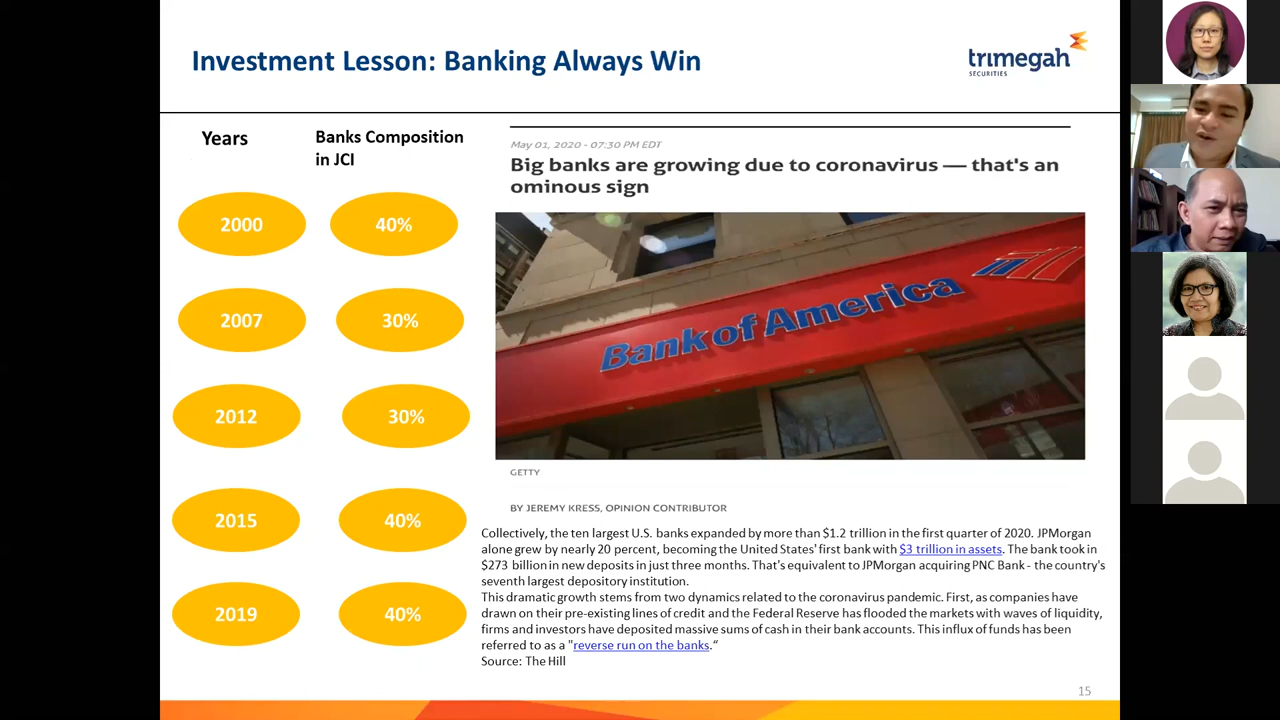 Investment Lesson: Banking Always Win
trimegah
SECURITIES
Years
Banks Composition
in JCI
2000
40%
2007
30%
2012
30%
2015
40%
2019
40%
May 01, 2020 - 07:30 PM EDT
Big banks are growing due to coronavirus — that's an
ominous sign
Bank of America
GETTY
BY JEREMY KRESS, OPINION CONTRIBUTOR
Collectively, the ten largest U.S. banks expanded by more than $1.2 trillion in the first quarter of 2020. JPMorgan
alone grew by nearly 20 percent, becoming the United States' first bank with $3 trillion in assets. The bank took in
$273 billion in new deposits in just three months. That's equivalent to JPMorgan acquiring PNC Bank - the country's
seventh largest depository institution.
This dramatic growth stems from two dynamics related to the coronavirus pandemic. First, as companies have
drawn on their pre-existing lines of credit and the Federal Reserve has flooded the markets with waves of liquidity,
firms and investors have deposited massive sums of cash in their bank accounts. This influx of funds has been
referred to as a "reverse run on the banks.“
Source: The Hill
15